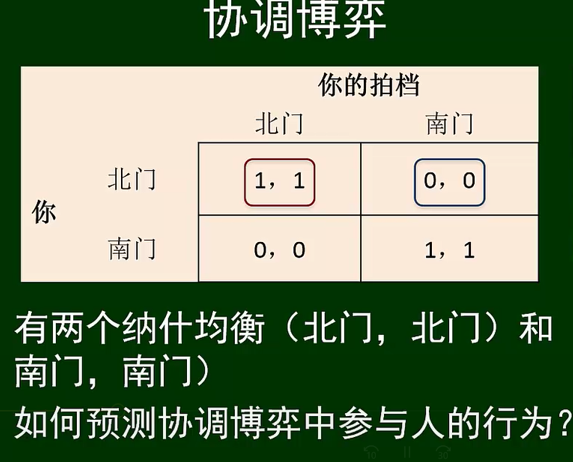 协调博弈
你的拍档
北门 南门
北门 1，1 0，0
你
南门 0，0 1，1
有两个纳什均衡（北门，北门）和
南门，南门）
如何预测协调博弈中参与人的行为？